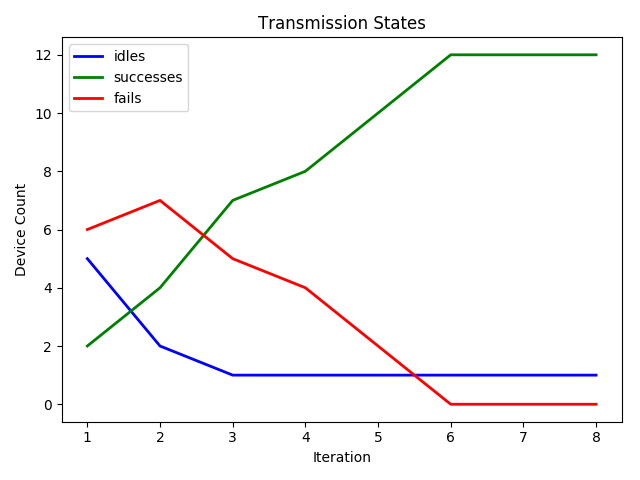 Transmission States
idles
successes
fails
Device Count
12
10
8
6
4
2
0
1 2 3 4 5 6 7 8
Iteration